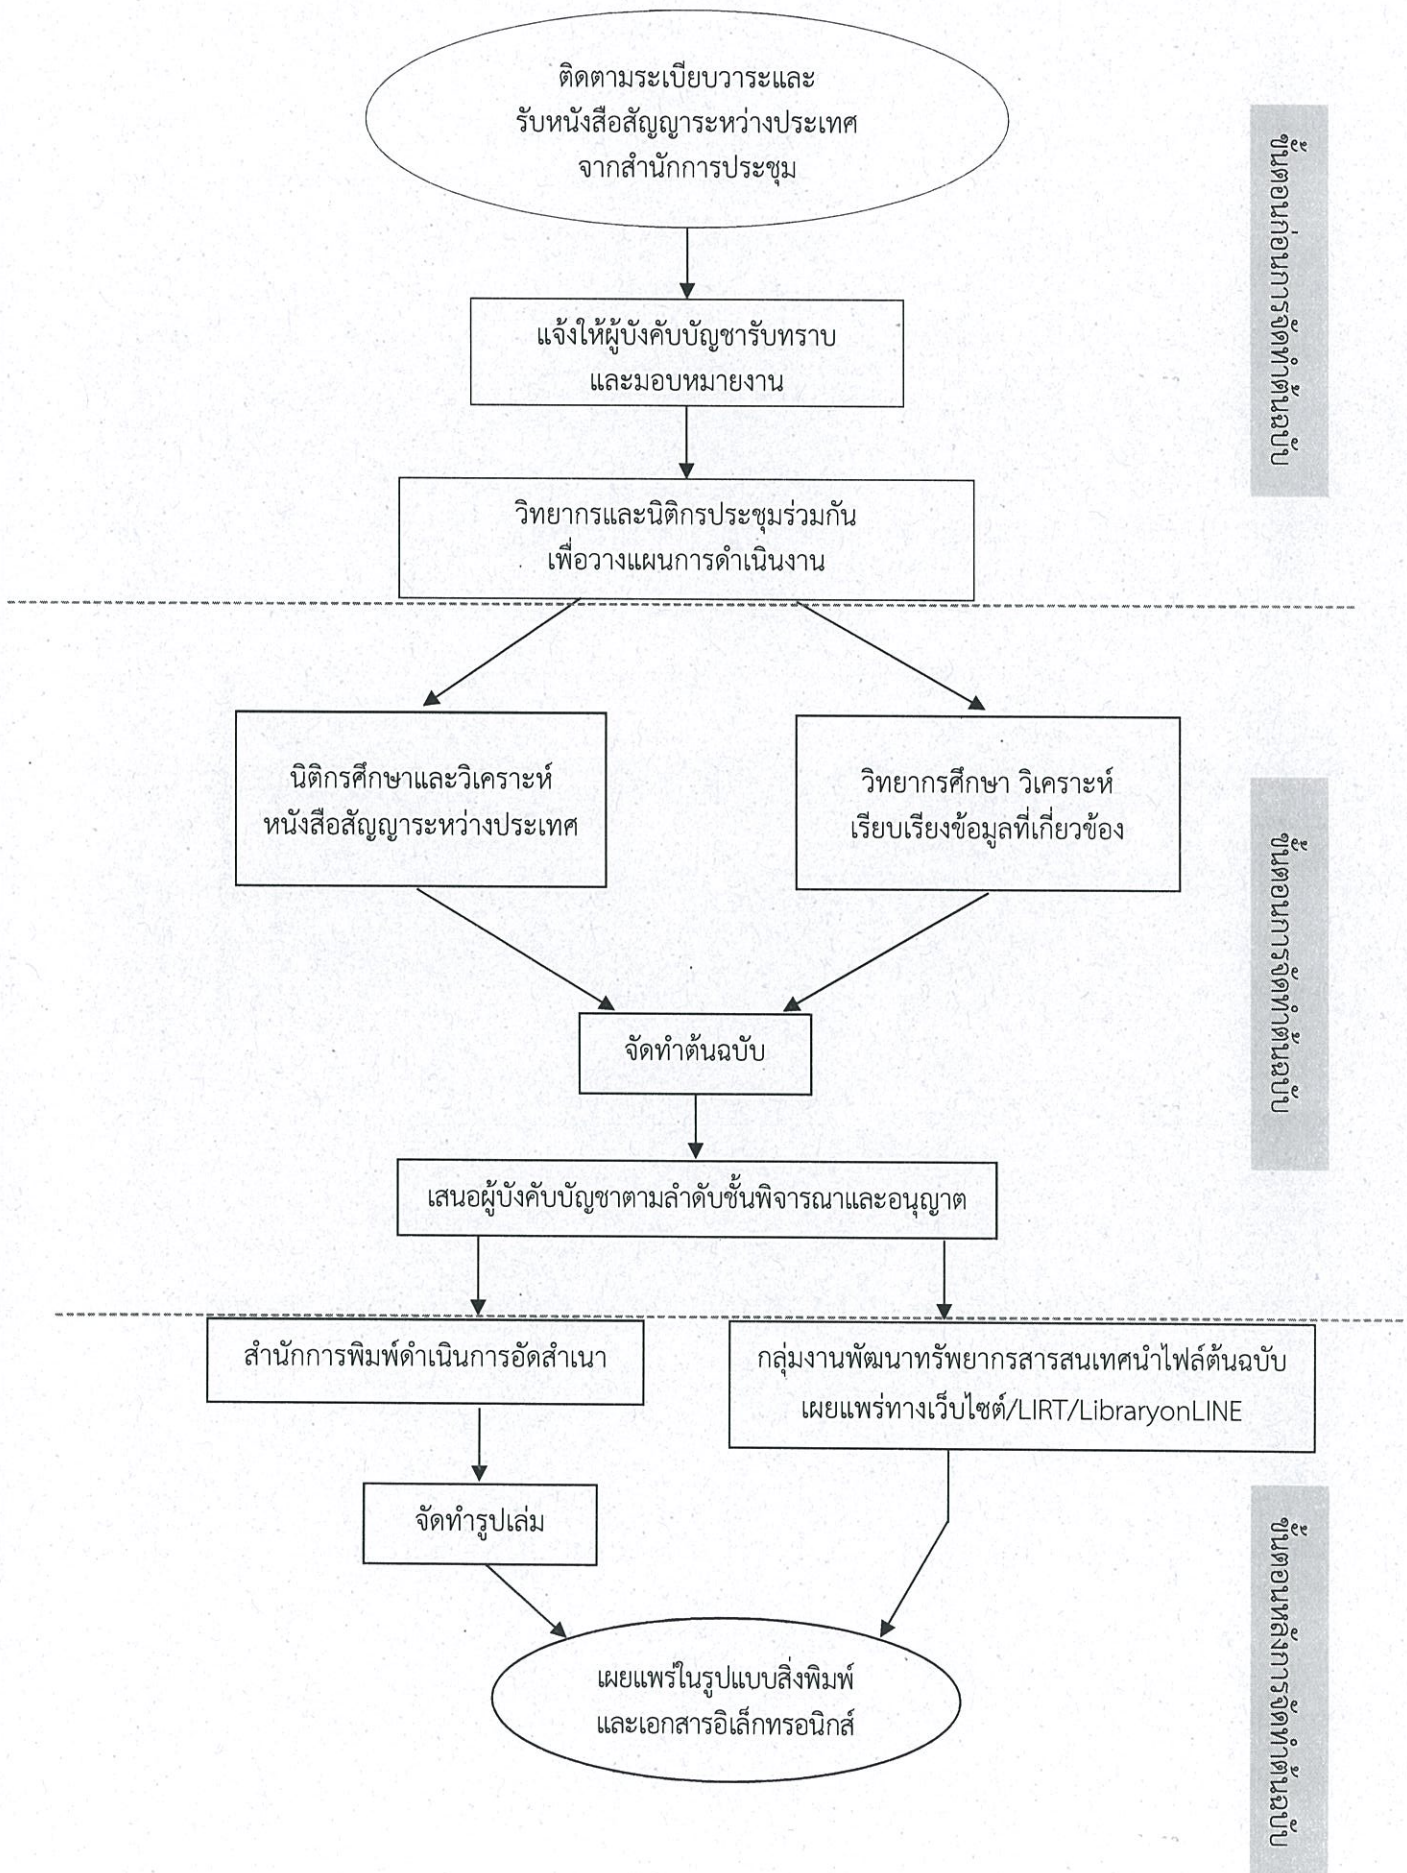 ติดตามระเบียบวาระและ
รับหนังสือสัญญาระหว่างประเทศ
จากสำนักการประชุม
ขั้นตอนก่อนการจัดทำต้นฉบับ
แจ้งให้ผู้บังคับบัญชารับทราบ
และมอบหมายงาน
วิทยากรและนิติกรประชุมร่วมกัน
เพื่อวางแผนการดำเนินงาน
นิติกรศึกษาและวิเคราะห์
หนังสือสัญญาระหว่างประเทศ
วิทยากรศึกษา วิเคราะห์
เรียบเรียงข้อมูลที่เกี่ยวข้อง
ขั้นตอนการจัดทำต้นฉบับ
จัดทำต้นฉบับ
เสนอผู้บังคับบัญชาตามลำดับชั้นพิจารณาและอนุญาต
สำนักการพิมพ์ดำเนินการอัดสำเนา
กลุ่มงานพัฒนาทรัพยากรสารสนเทศนำไฟล์ต้นฉบับ
เผยแพร่ทางเว็บไซต์/LIRT/LibraryonLINE
จัดทำรูปเล่ม
ขั้นตอนหลังการจัดทำต้นฉบับ
เผยแพร่ในรูปแบบสิ่งพิมพ์
และเอกสารอิเล็กทรอนิกส์